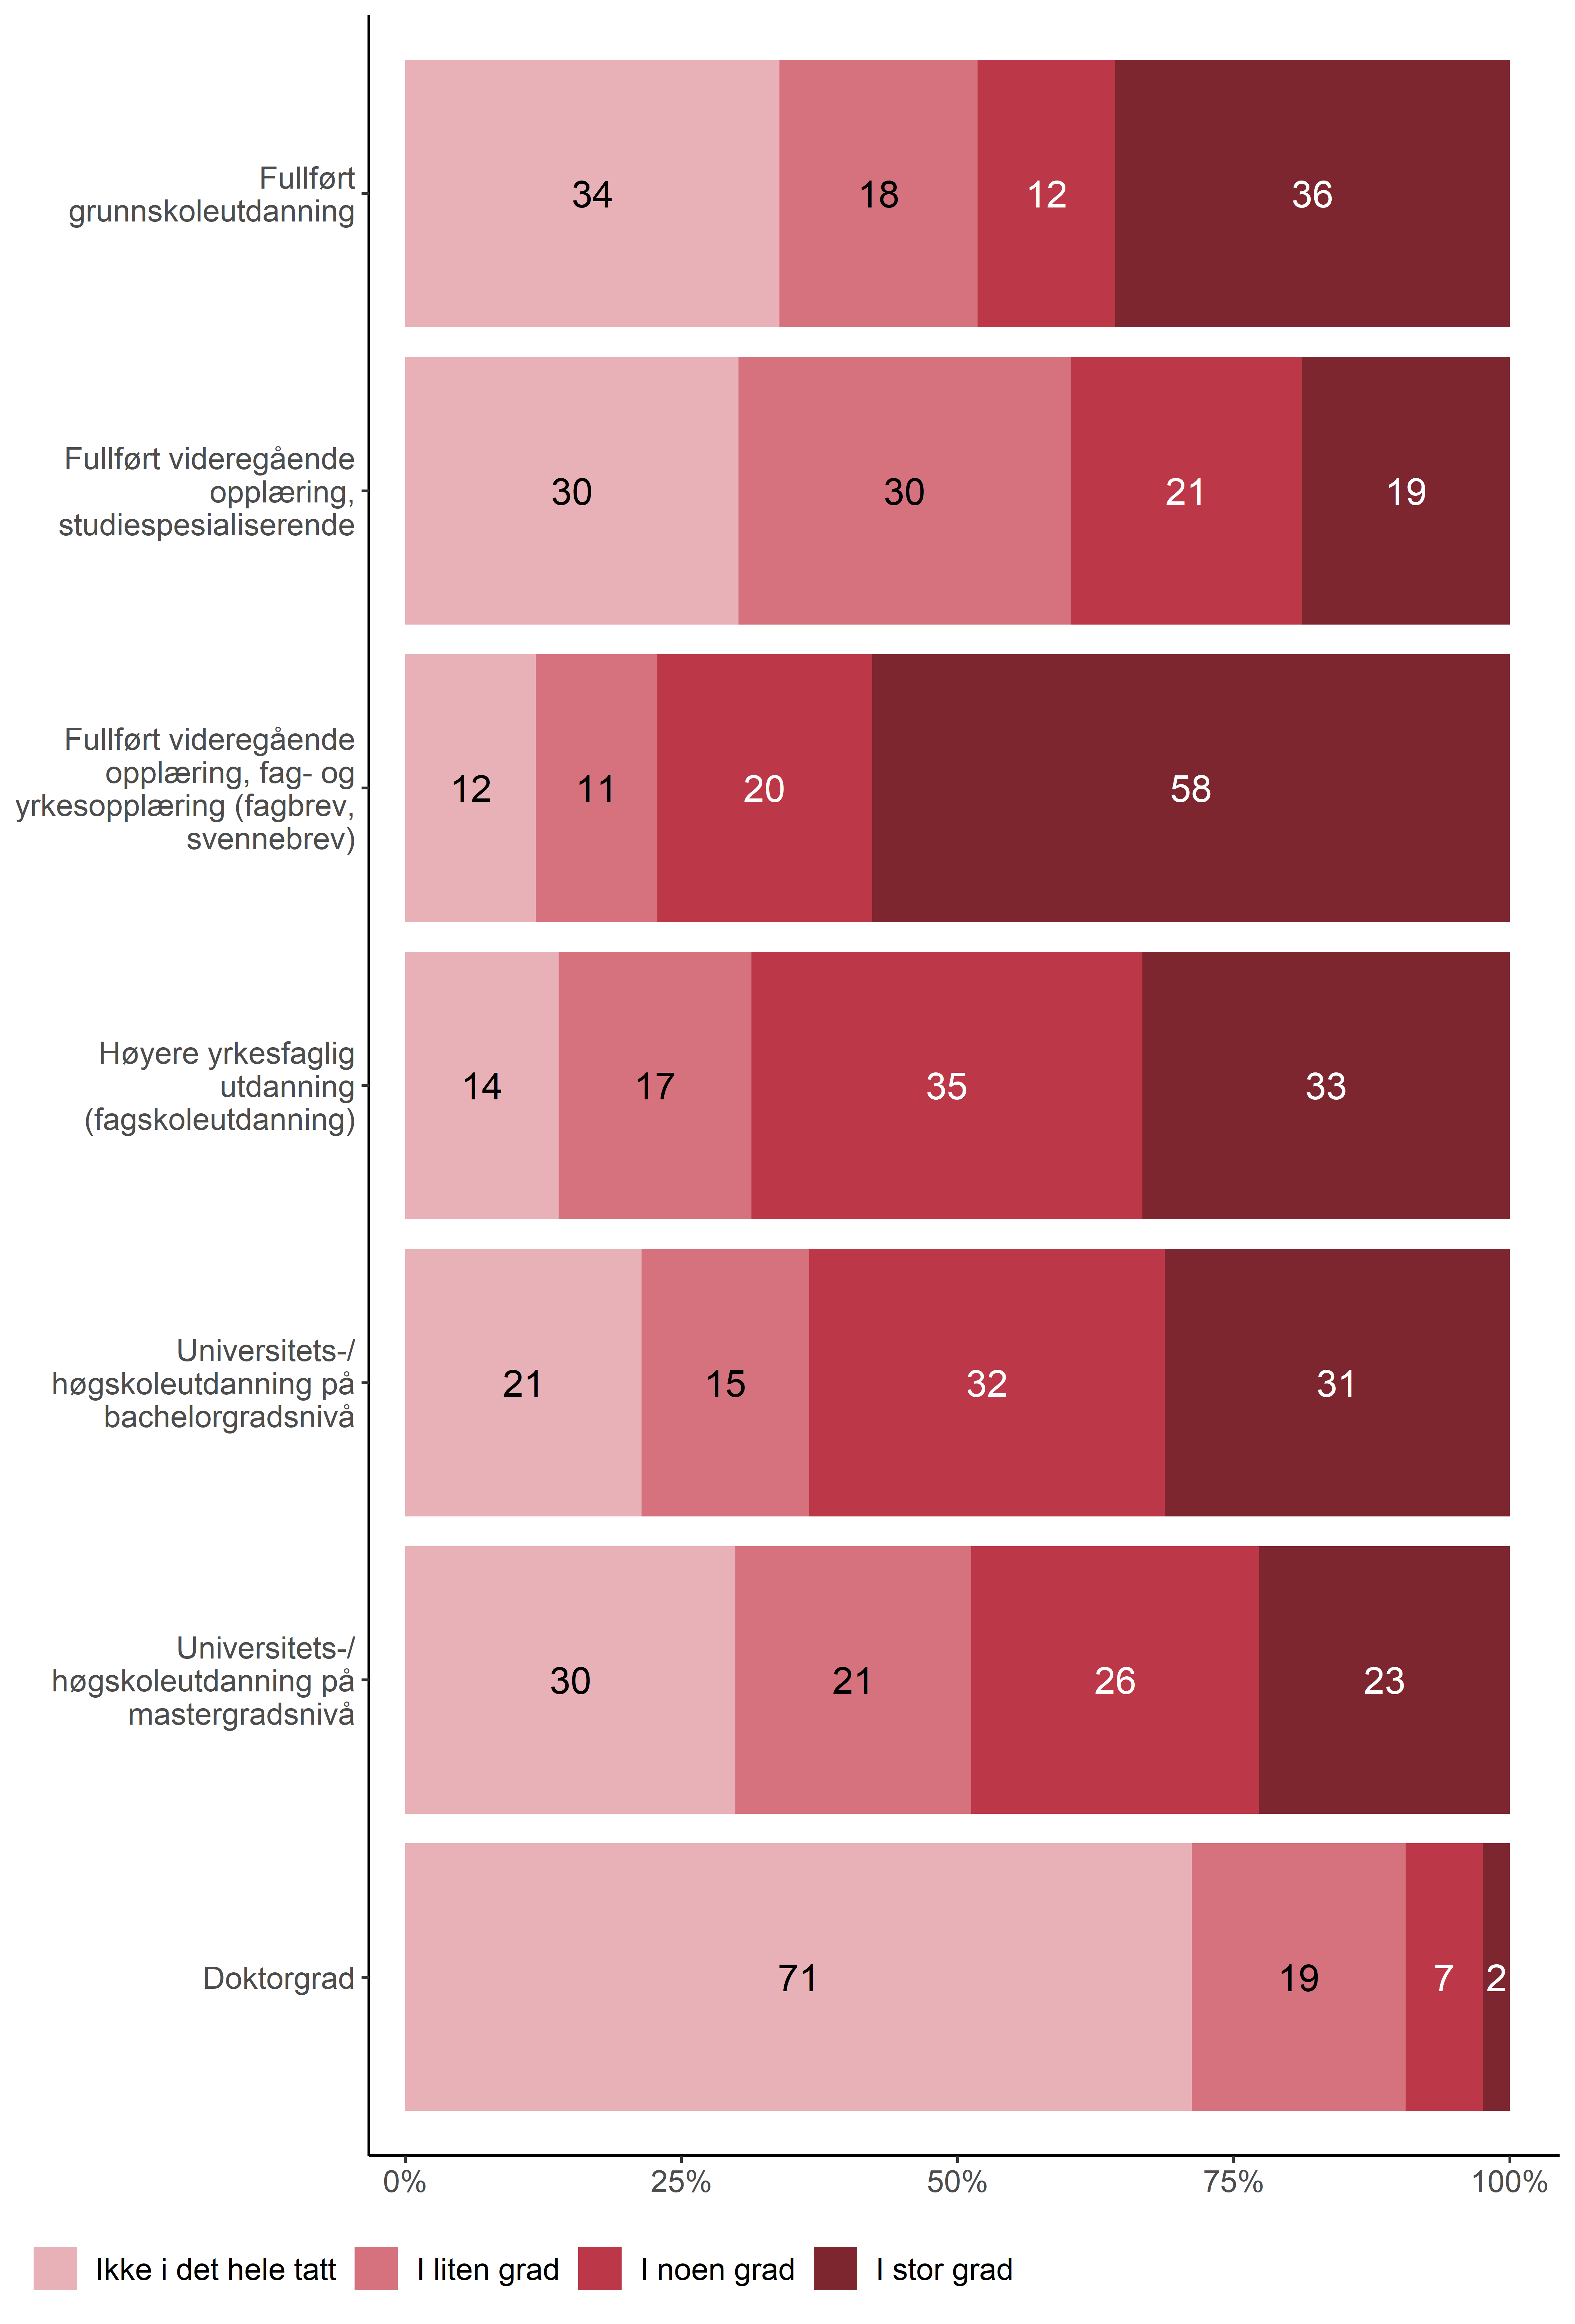 Fullført
grunnskoleutdanning
34 18 12 36
Fullført videregående
opplæring,
studiespesialiserende
30 30 21 19
Fullført videregående
opplæring, fag- og
yrkesopplæring (fagbrev,
svennebrev)
12 11 20 58
Høyere yrkesfaglig
utdanning
(fagskoleutdanning)
14 17 35 33
Universitets-/
høgskoleutdanning på
bachelorgradsnivå
21 15 32 31
Universitets-/
høgskoleutdanning på
mastergradsnivå
30 21 26 23
Doktorgrad
71 19 7 2
0% 25% 50% 75% 100%
Ikke i det hele tatt I liten grad I noen grad I stor grad